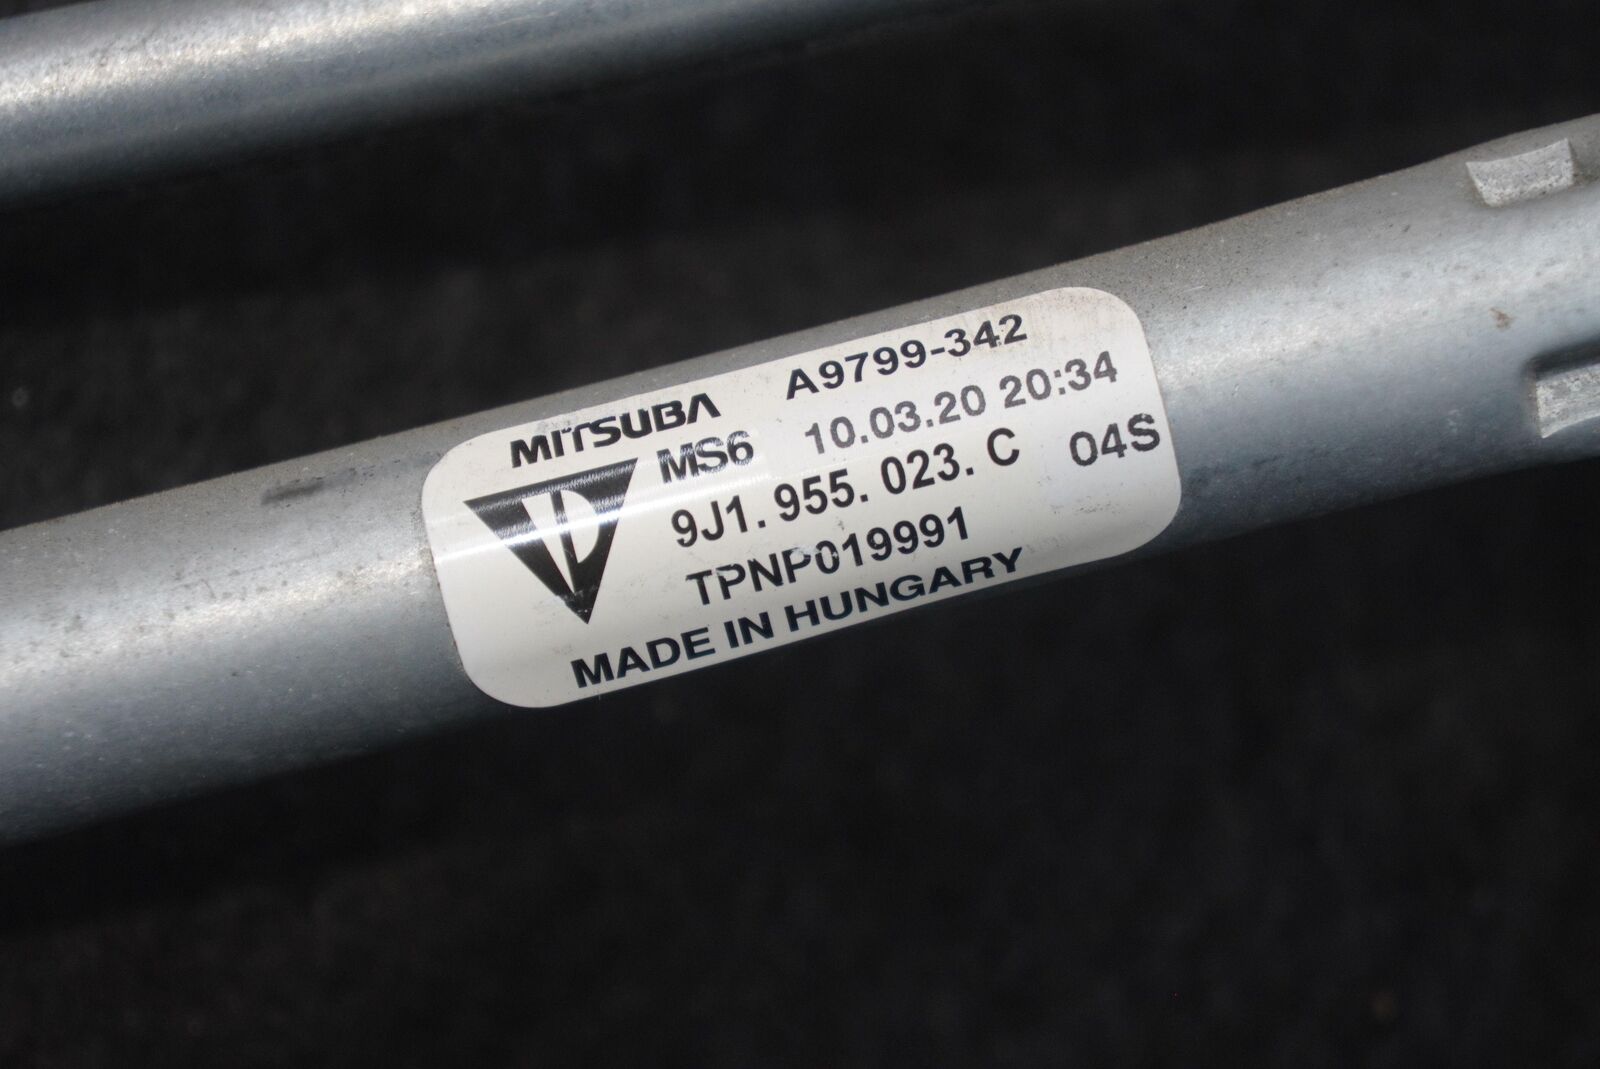 MITSUBA A9799-342
MS6 10.03.20 20:34
9J1. 955. 023. C 04S
TPNP019991
MADE IN HUNGARY